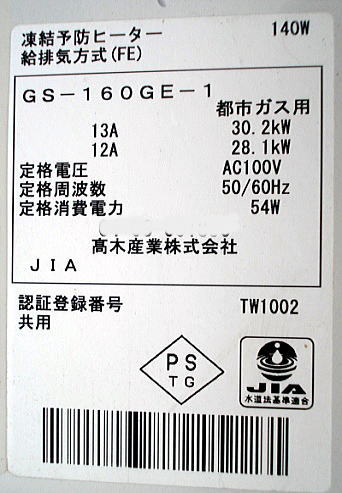 凍結予防ヒーター 140W
給排気方式(FE)
GS-160GE-1
都市ガス用
13A 30.2kW
12A 28.1kW
定格電圧 AC100V
定格周波数 50/60Hz
定格消費電力 54W
髙木産業株式会社
JIA
認証登録番号 TW1002
共用
PS
TG
JIA
水道法基準適合